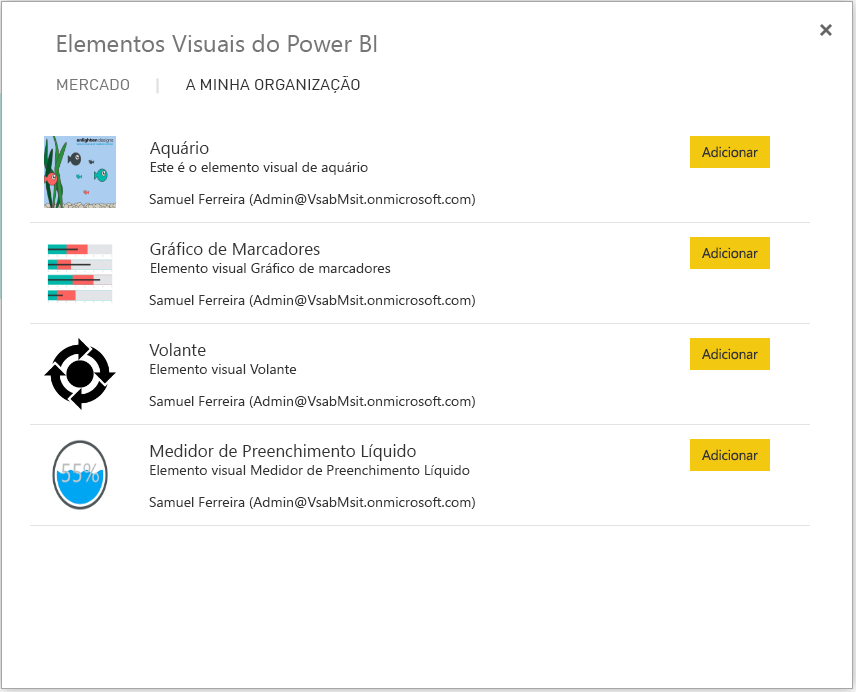 Elementos Visuais do Power BI
MERCADO | A MINHA ORGANIZAÇÃO
enlighten designs
Aquário
Adicionar
Este é o elemento visual de aquário
Samuel Ferreira (Admin@VsabMsit.onmicrosoft.com)
Gráfico de Marcadores
Adicionar
Elemento visual Gráfico de marcadores
Samuel Ferreira (Admin@VsabMsit.onmicrosoft.com)
Volante
Adicionar
Elemento visual Volante
Samuel Ferreira (Admin@VsabMsit.onmicrosoft.com)
55%
Medidor de Preenchimento Líquido
Adicionar
Elemento visual Medidor de Preenchimento Líquido
Samuel Ferreira (Admin@VsabMsit.onmicrosoft.com)